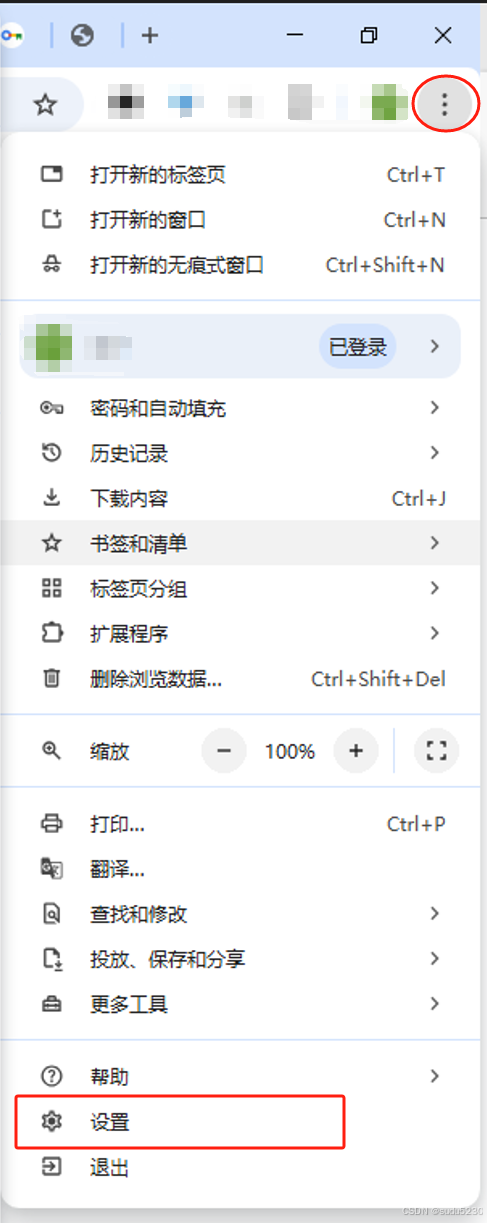 打开新的标签页 Ctrl+T
打开新的窗口 Ctrl+N
打开新的无痕式窗口 Ctrl+Shift+N
已登录
密码和自动填充
历史记录
下载内容 Ctrl+J
书签和清单
标签页分组
扩展程序
删除浏览数据... Ctrl+Shift+Del
缩放 − 100% +
打印... Ctrl+P
翻译...
查找和修改
投放、保存和分享
更多工具
帮助
设置
退出